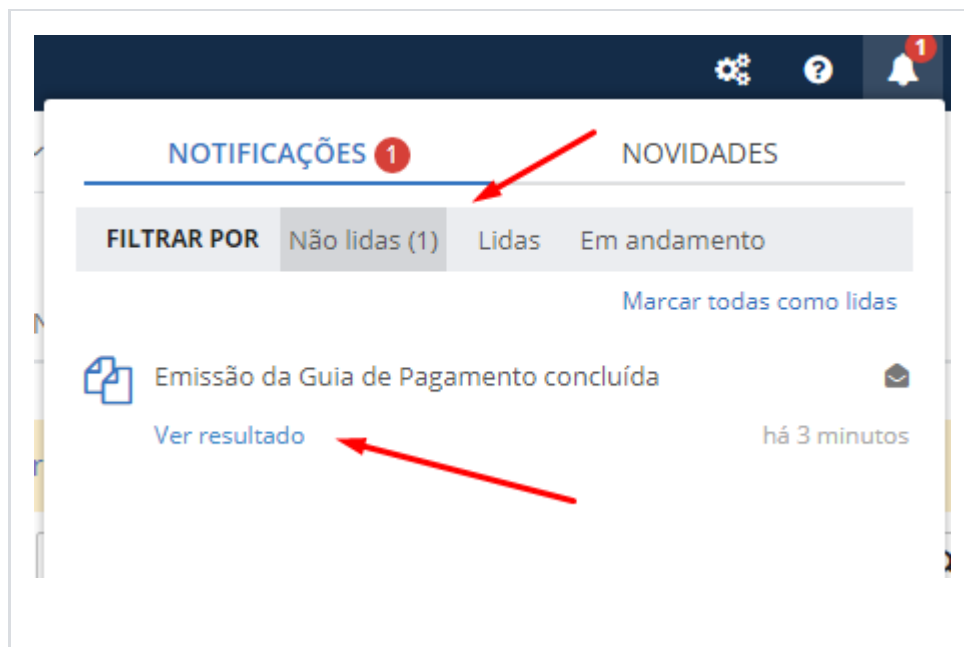 1
NOTIFICAÇÕES 1 NOVIDADES
FILTRAR POR Não lidas (1) Lidas Em andamento
Marcar todas como lidas
Emissão da Guia de Pagamento concluída
Ver resultado há 3 minutos